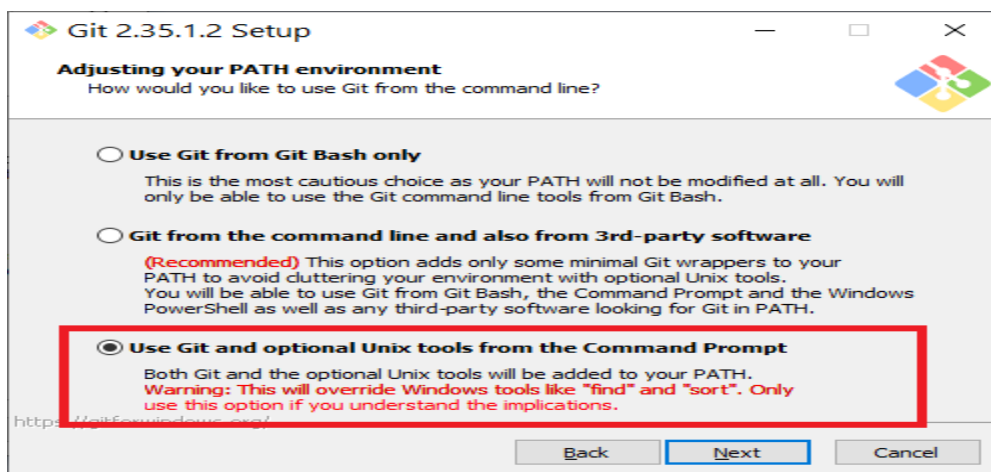 Git 2.35.1.2 Setup
Adjusting your PATH environment
How would you like to use Git from the command line?
Use Git from Git Bash only
This is the most cautious choice as your PATH will not be modified at all. You will
only be able to use the Git command line tools from Git Bash.
Git from the command line and also from 3rd-party software
(Recommended) This option adds only some minimal Git wrappers to your
PATH to avoid cluttering your environment with optional Unix tools.
You will be able to use Git from Git Bash, the Command Prompt and the Windows
PowerShell as well as any third-party software looking for Git in PATH.
Use Git and optional Unix tools from the Command Prompt
Both Git and the optional Unix tools will be added to your PATH.
Warning: This will override Windows tools like "find" and "sort". Only
use this option if you understand the implications.
https://gitforwindows.org/
Back Next Cancel